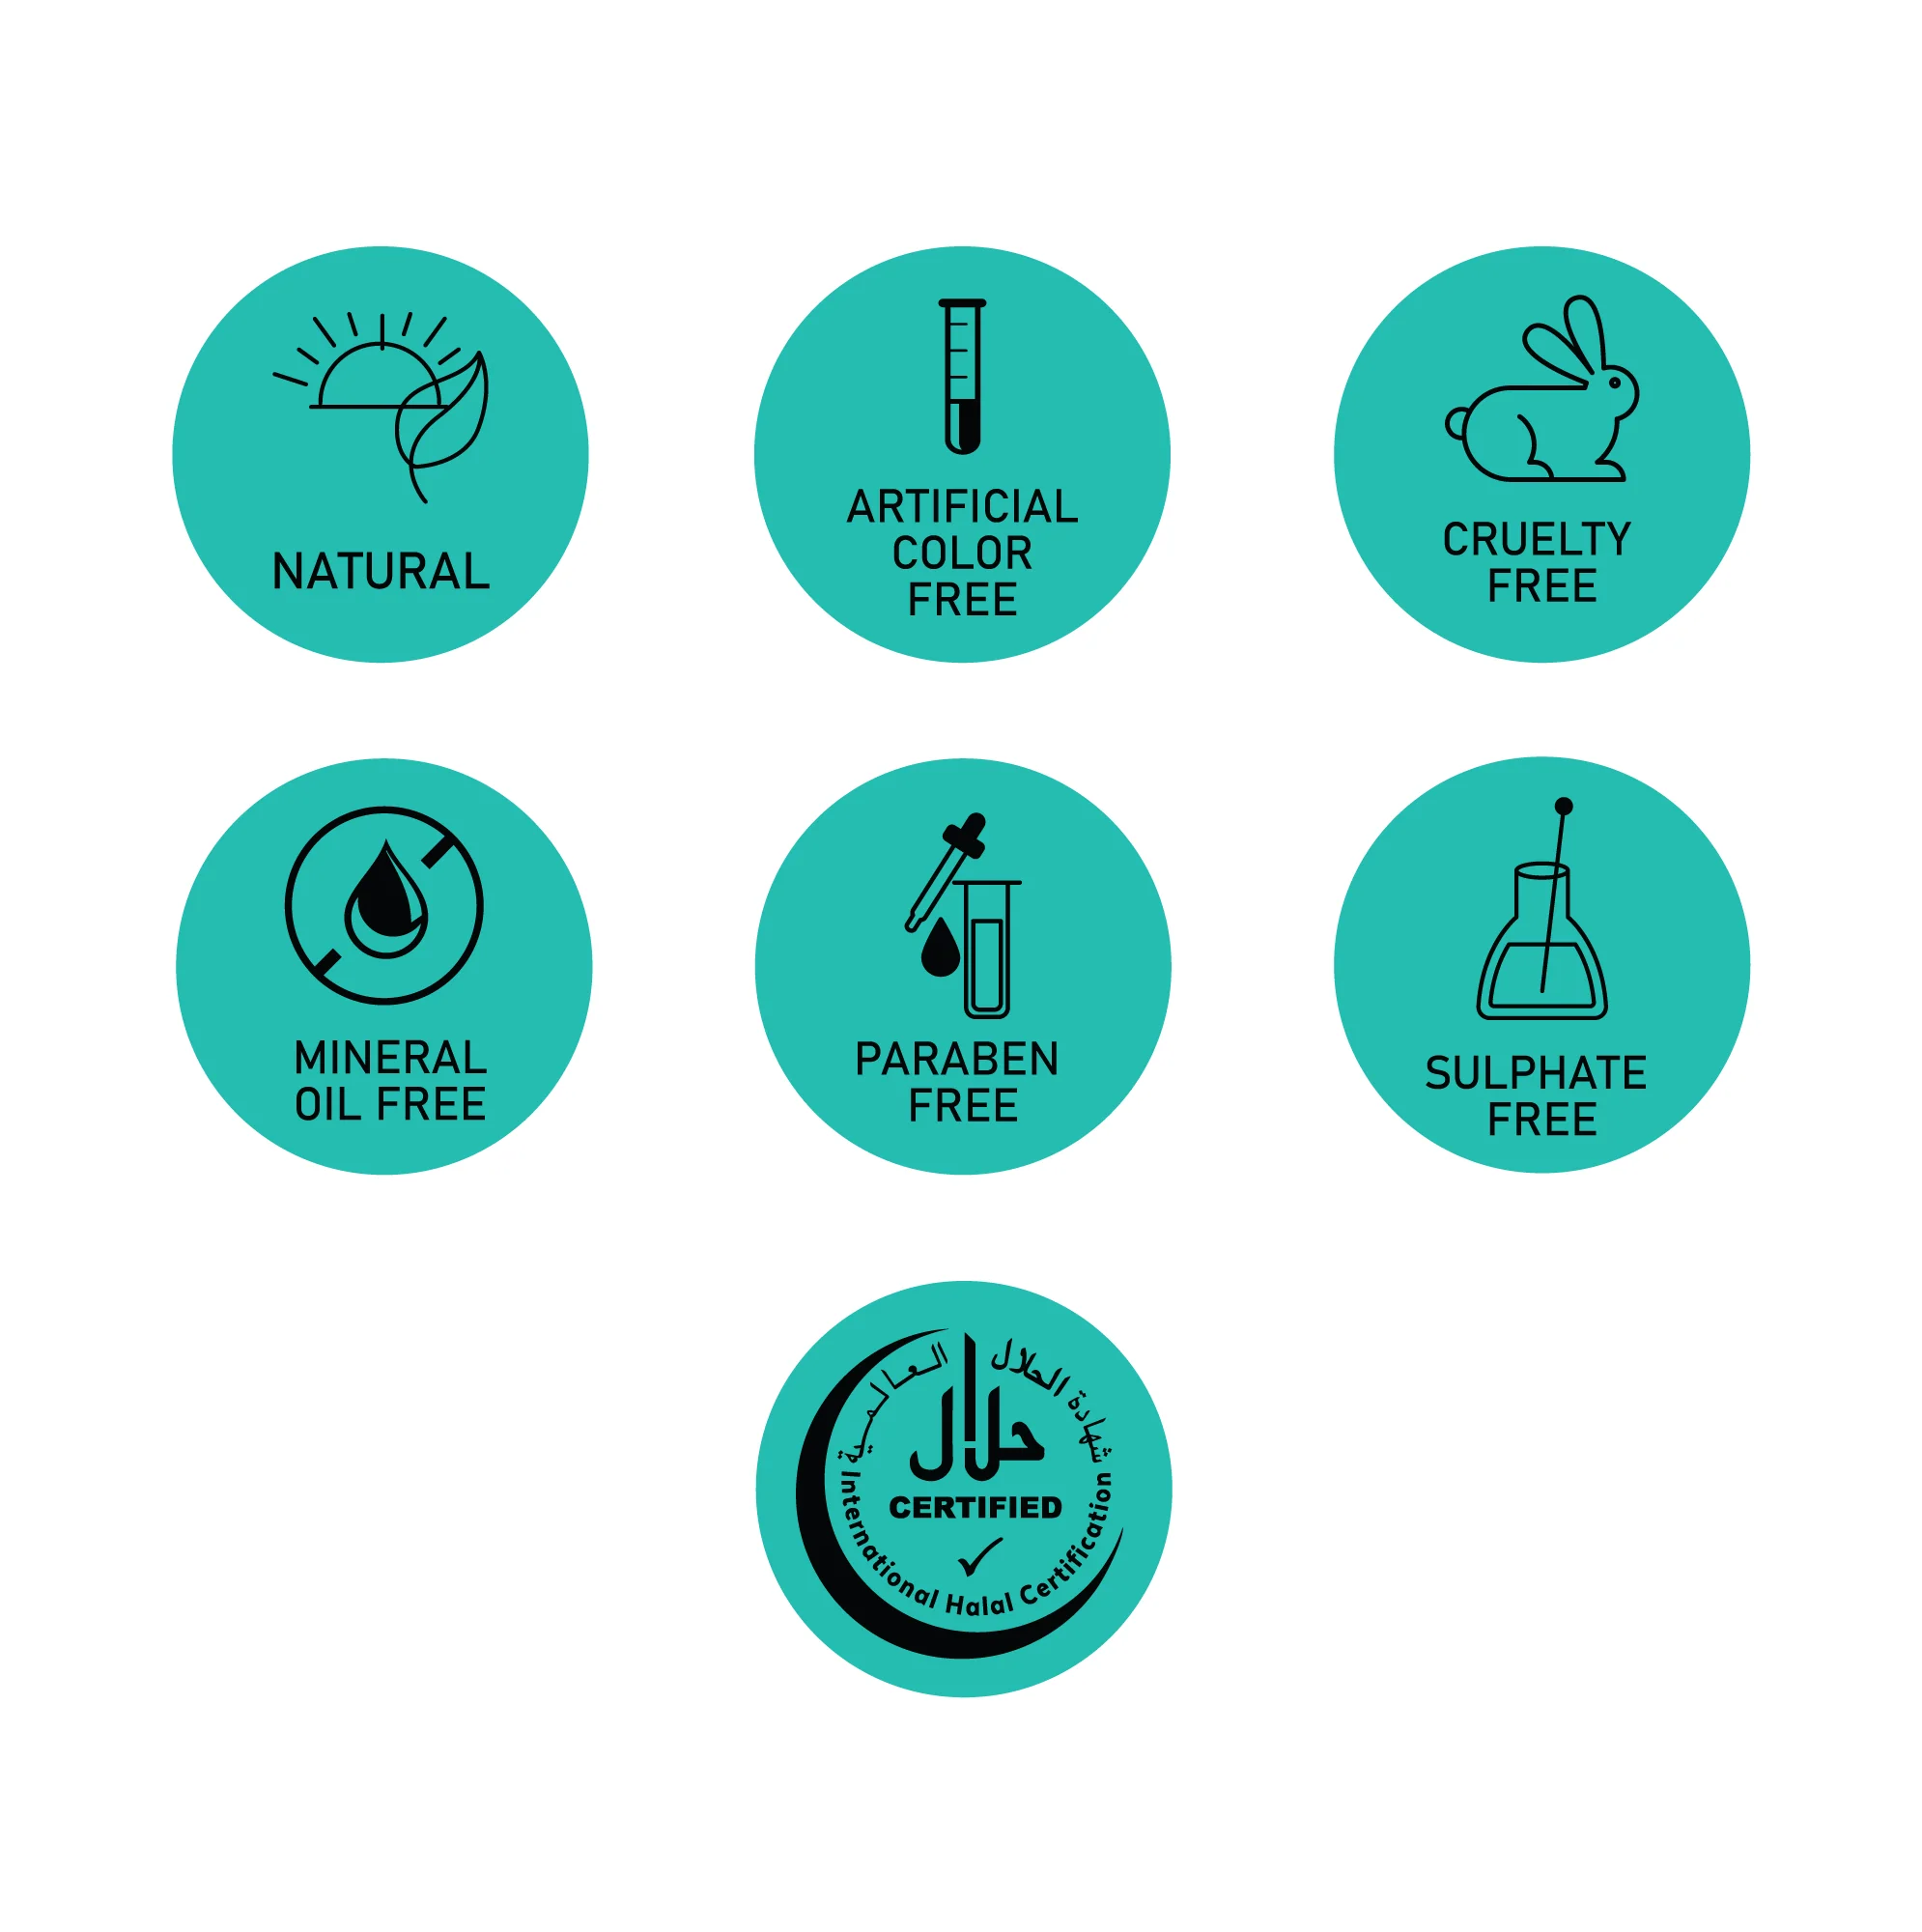 NATURAL
ARTIFICIAL
COLOR
FREE
CRUELTY
FREE
MINERAL
OIL FREE
PARABEN
FREE
SULPHATE
FREE
شهادة الحلال
حلال
CERTIFIED
International Halal Certification